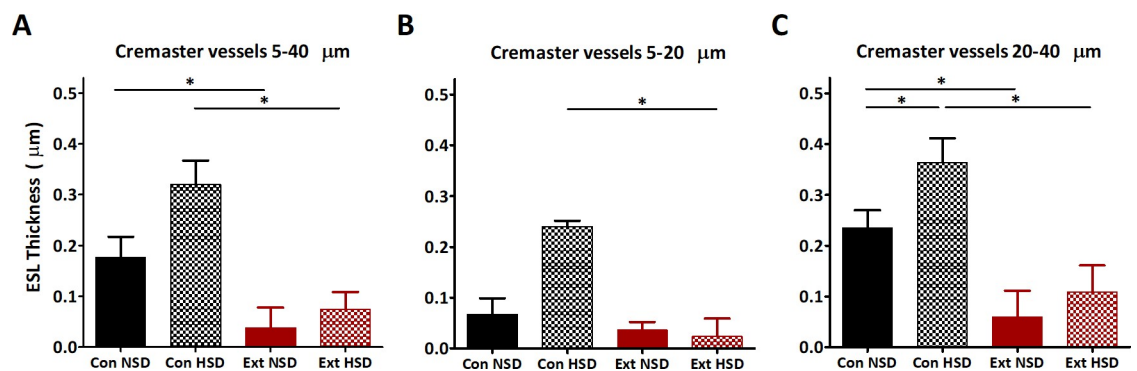 A
Cremaster vessels 5-40 μm
ESL Thickness ( μm)
0.5
0.4
0.3
0.2
0.1
0.0
*
*
Con NSD Con HSD Ext NSD Ext HSD
B
Cremaster vessels 5-20 μm
0.5
0.4
0.3
0.2
0.1
0.0
*
Con NSD Con HSD Ext NSD Ext HSD
C
Cremaster vessels 20-40 μm
0.5
0.4
0.3
0.2
0.1
0.0
*
*
*
Con NSD Con HSD Ext NSD Ext HSD